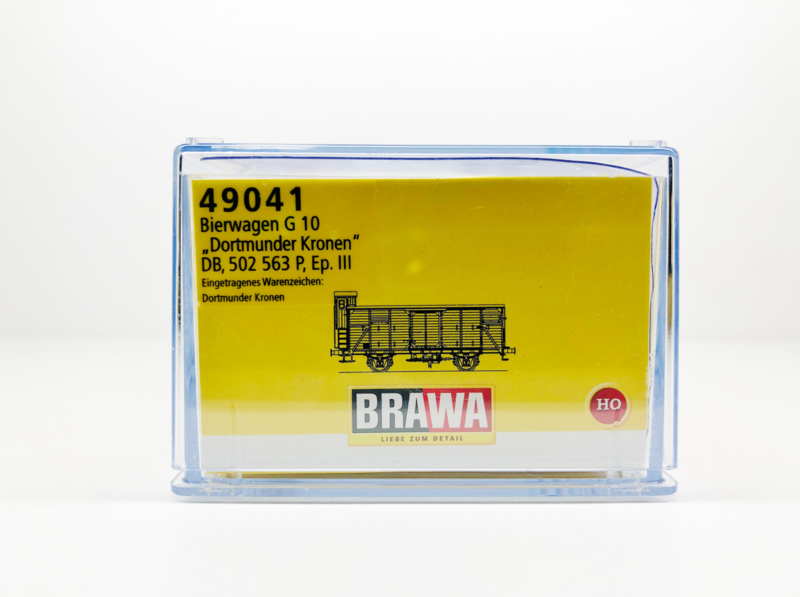 49041
Bierwagen G 10
„Dortmunder Kronen“
DB, 502 563 P, Ep. III
Eingetragenes Warenzeichen:
Dortmunder Kronen
BRAWA
LIEBE ZUM DETAIL
HO